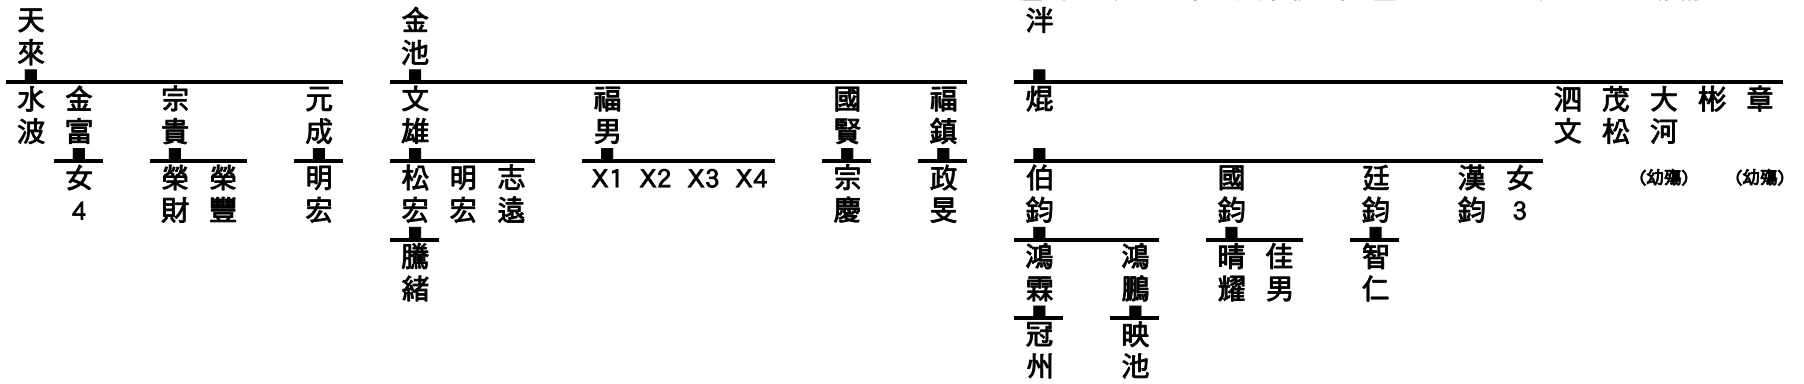 天來 金池 泮
水波 金富 宗貴 元成 文雄 福男 國賢 福鎮 焜 泗文 茂松 大河 彬 章
女4 榮財 榮豐 明宏 松宏 明宏 志遠 X1 X2 X3 X4 宗慶 政旻 伯鈞 國鈞 廷鈞 漢鈞 女3 (幼殤) (幼殤)
騰緒 鴻霖 鴻鵬 晴耀 佳男 智仁
冠州 映池